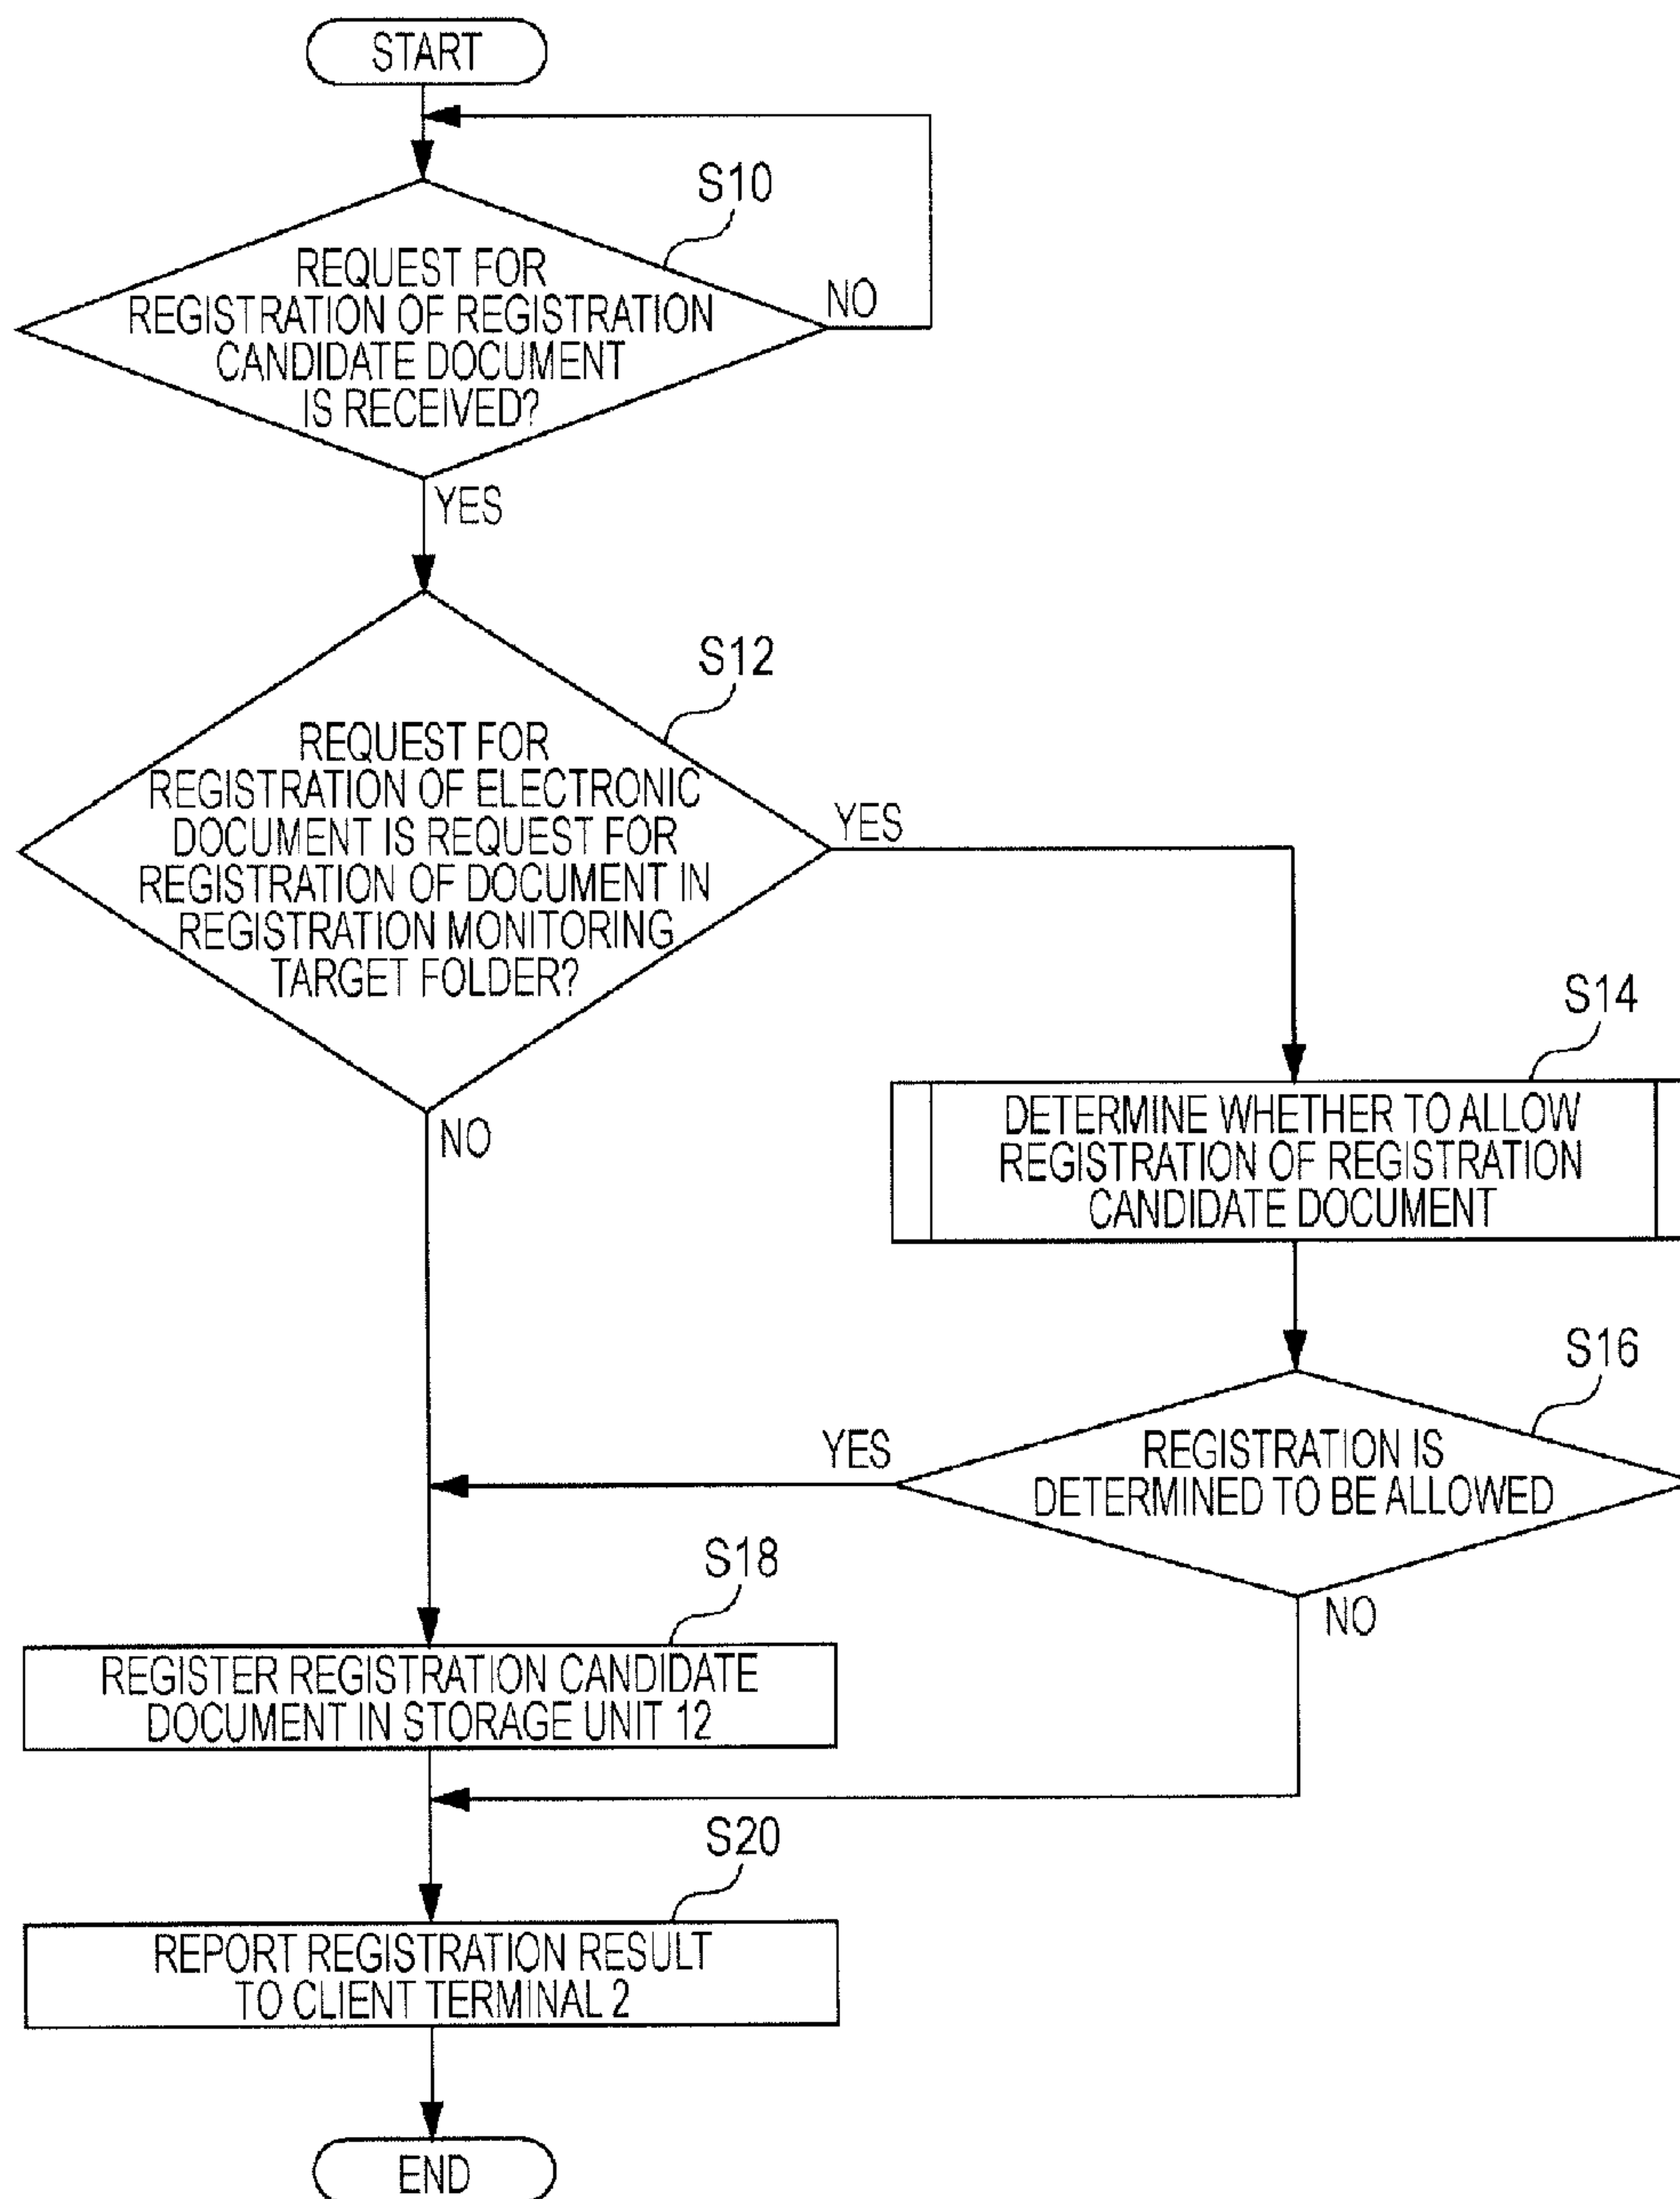 START
S10
REQUEST FOR
REGISTRATION OF REGISTRATION
CANDIDATE DOCUMENT
IS RECEIVED?
NO
YES
S12
REQUEST FOR
REGISTRATION OF ELECTRONIC
DOCUMENT IS REQUEST FOR
REGISTRATION OF DOCUMENT IN
REGISTRATION MONITORING
TARGET FOLDER?
YES
NO
S14
DETERMINE WHETHER TO ALLOW
REGISTRATION OF REGISTRATION
CANDIDATE DOCUMENT
S16
REGISTRATION IS
DETERMINED TO BE ALLOWED
YES
NO
S18
REGISTER REGISTRATION CANDIDATE
DOCUMENT IN STORAGE UNIT 12
S20
REPORT REGISTRATION RESULT
TO CLIENT TERMINAL 2
END